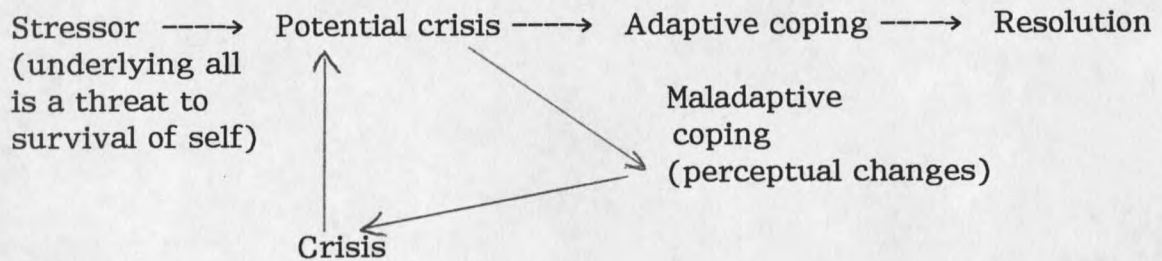 Stressor ----→ Potential crisis ----→ Adaptive coping ----→ Resolution
(underlying all
is a threat to
survival of self)
Maladaptive
coping
(perceptual changes)
Crisis